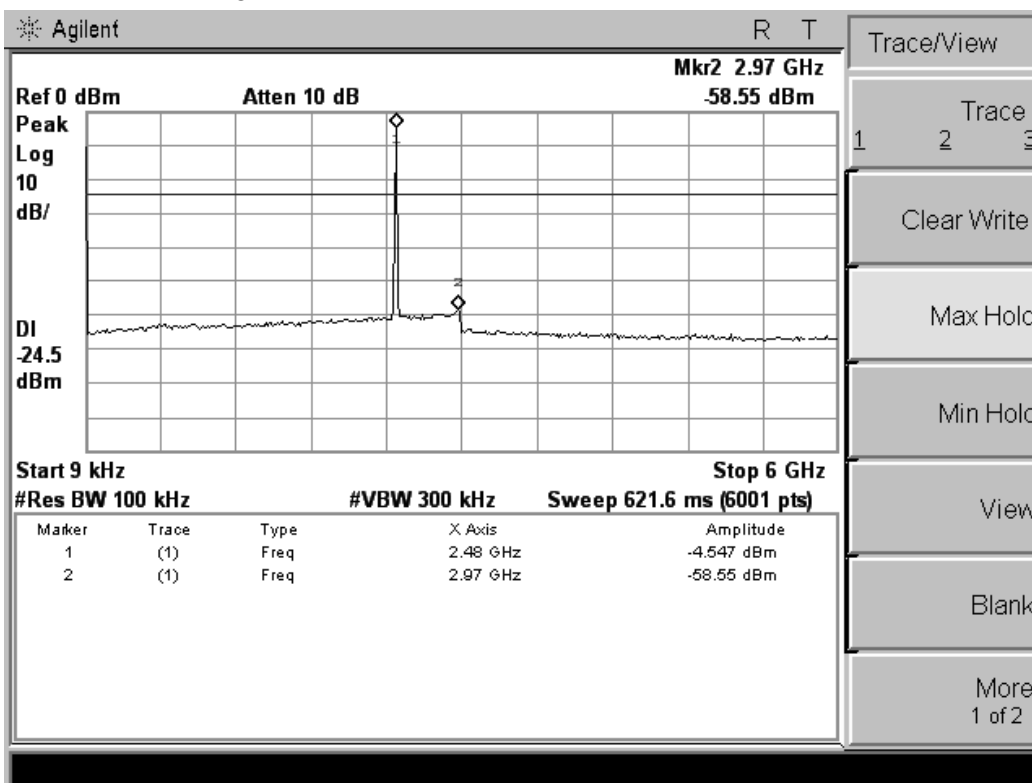 Agilent R T
Mkr2 2.97 GHz
Ref 0 dBm Atten 10 dB -58.55 dBm
Peak
Log
10
dB/
1
2
DI
-24.5
dBm
Start 9 kHz Stop 6 GHz
#Res BW 100 kHz #VBW 300 kHz Sweep 621.6 ms (6001 pts)
Marker Trace Type X Axis Amplitude
1 (1) Freq 2.48 GHz -4.547 dBm
2 (1) Freq 2.97 GHz -58.55 dBm
Trace/View
Trace
1 2 3
Clear Write
Max Hold
Min Hold
View
Blank
More
1 of 2